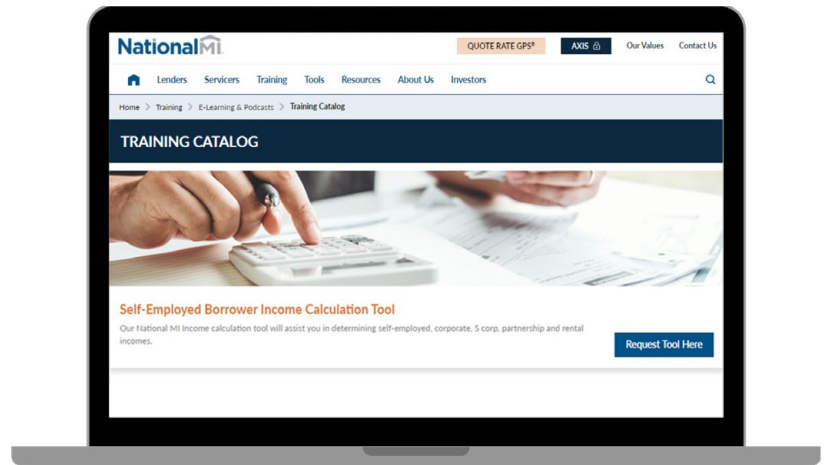 NationalMI
QUOTE RATE GPS®
AXIS
Our Values
Contact Us
Lenders
Servicers
Training
Tools
Resources
About Us
Investors
Home > Training > E-Learning & Podcasts > Training Catalog
TRAINING CATALOG
Self-Employed Borrower Income Calculation Tool
Our National MI Income calculation tool will assist you in determining self-employed, corporate, S corp, partnership and rental
incomes.
Request Tool Here